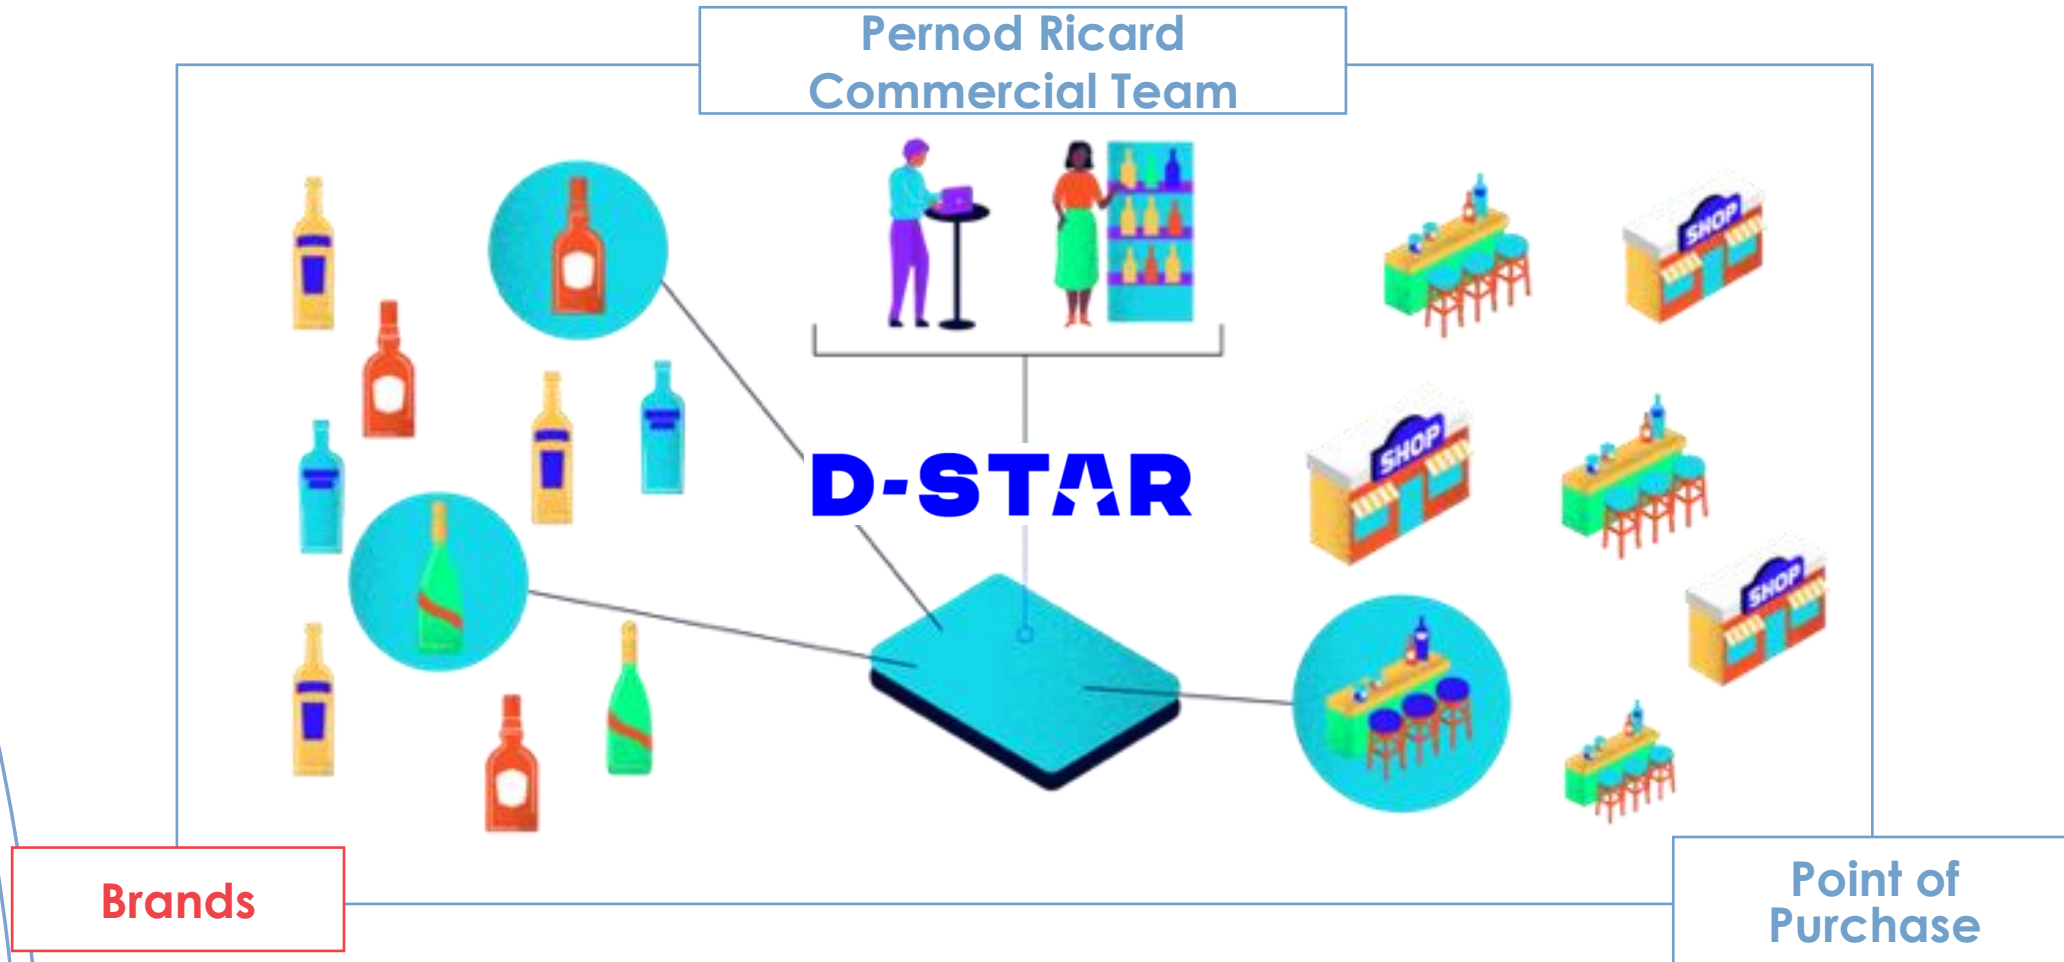 Pernod Ricard
Commercial Team
SHOP
SHOP
D-STAR
SHOP
Brands
Point of
Purchase